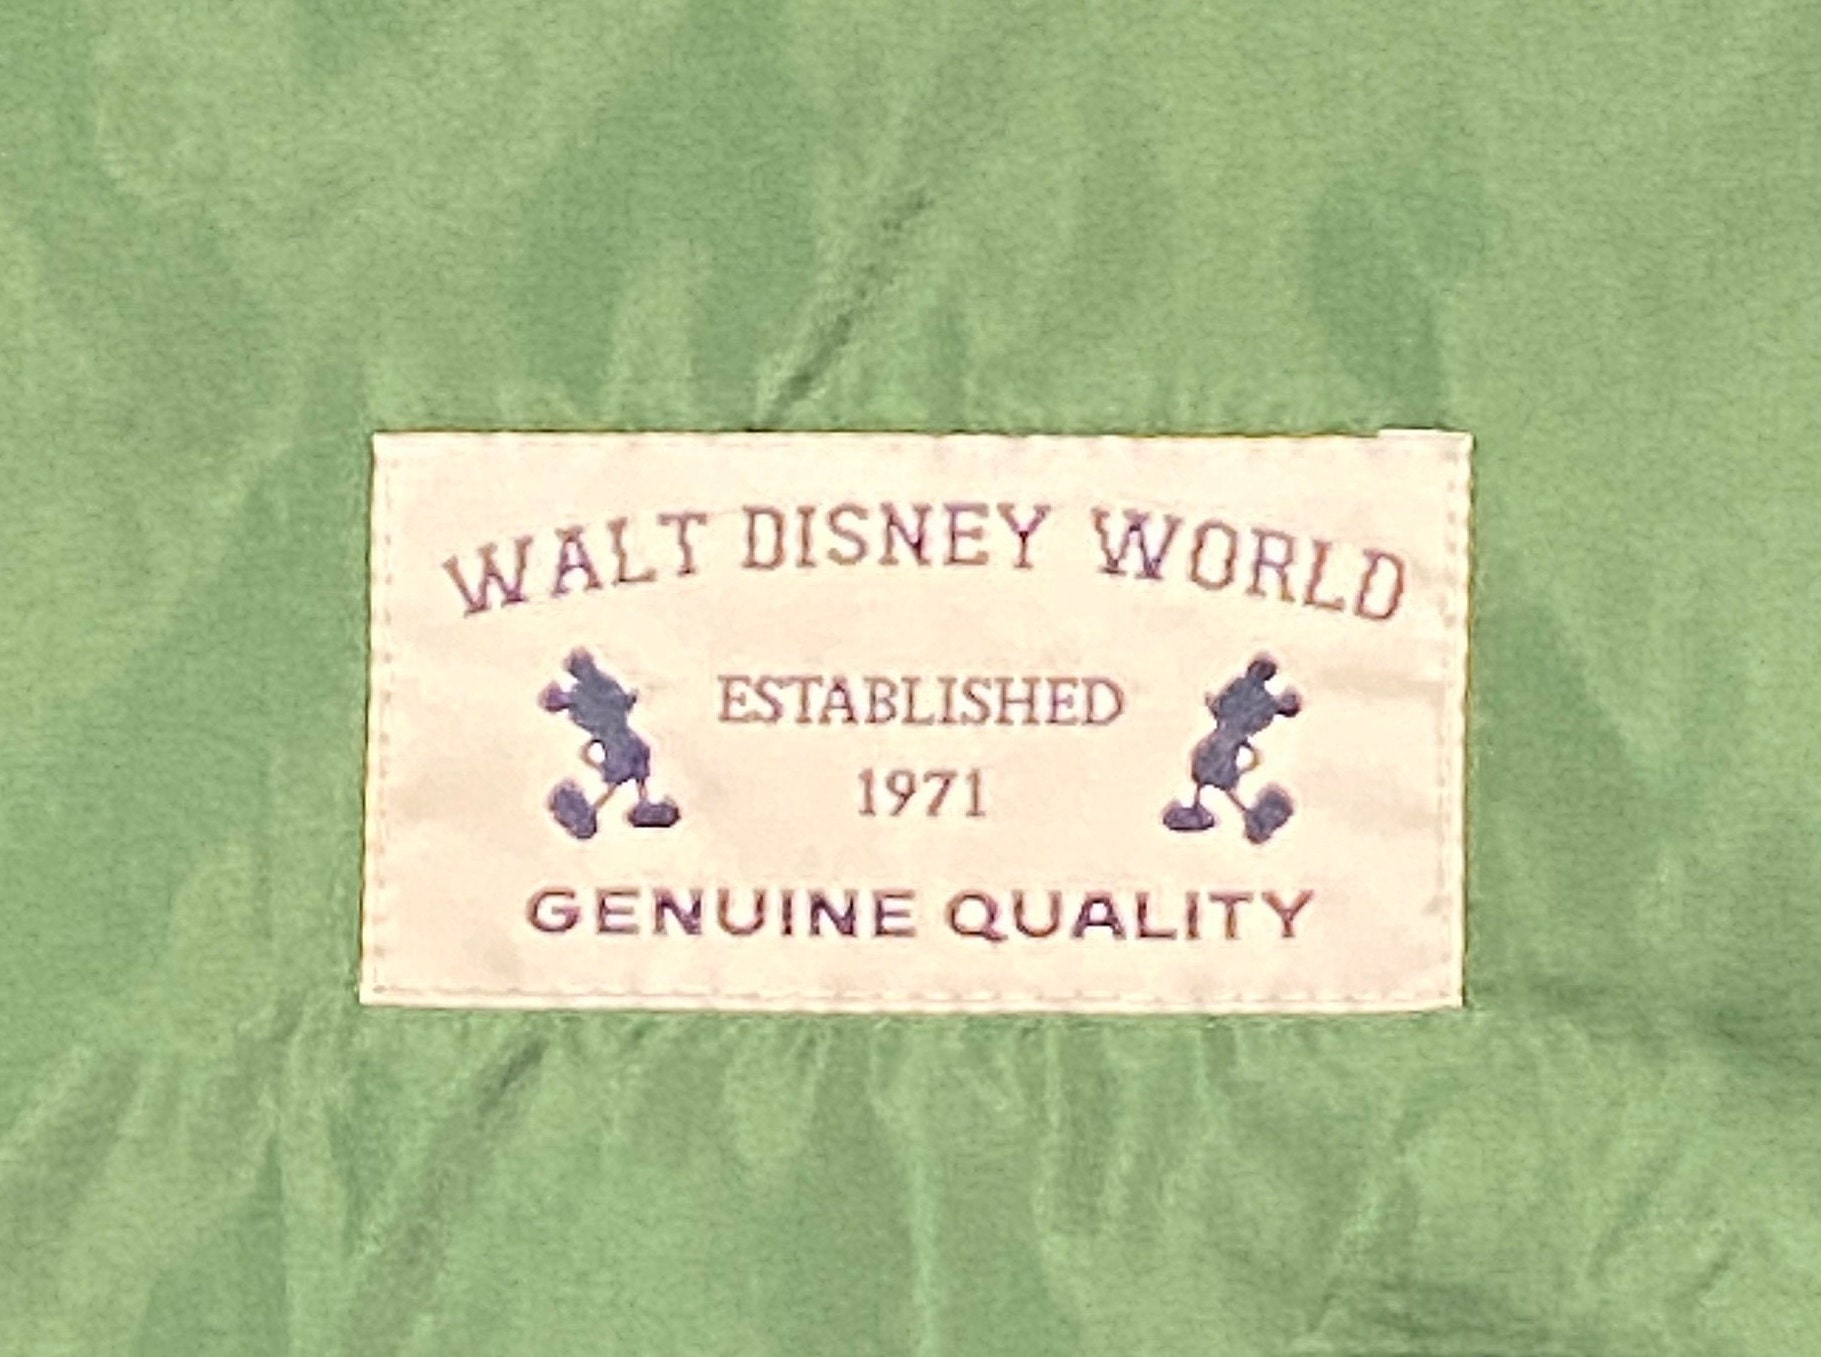 WALT DISNEY WORLD
ESTABLISHED
1971
GENUINE QUALITY